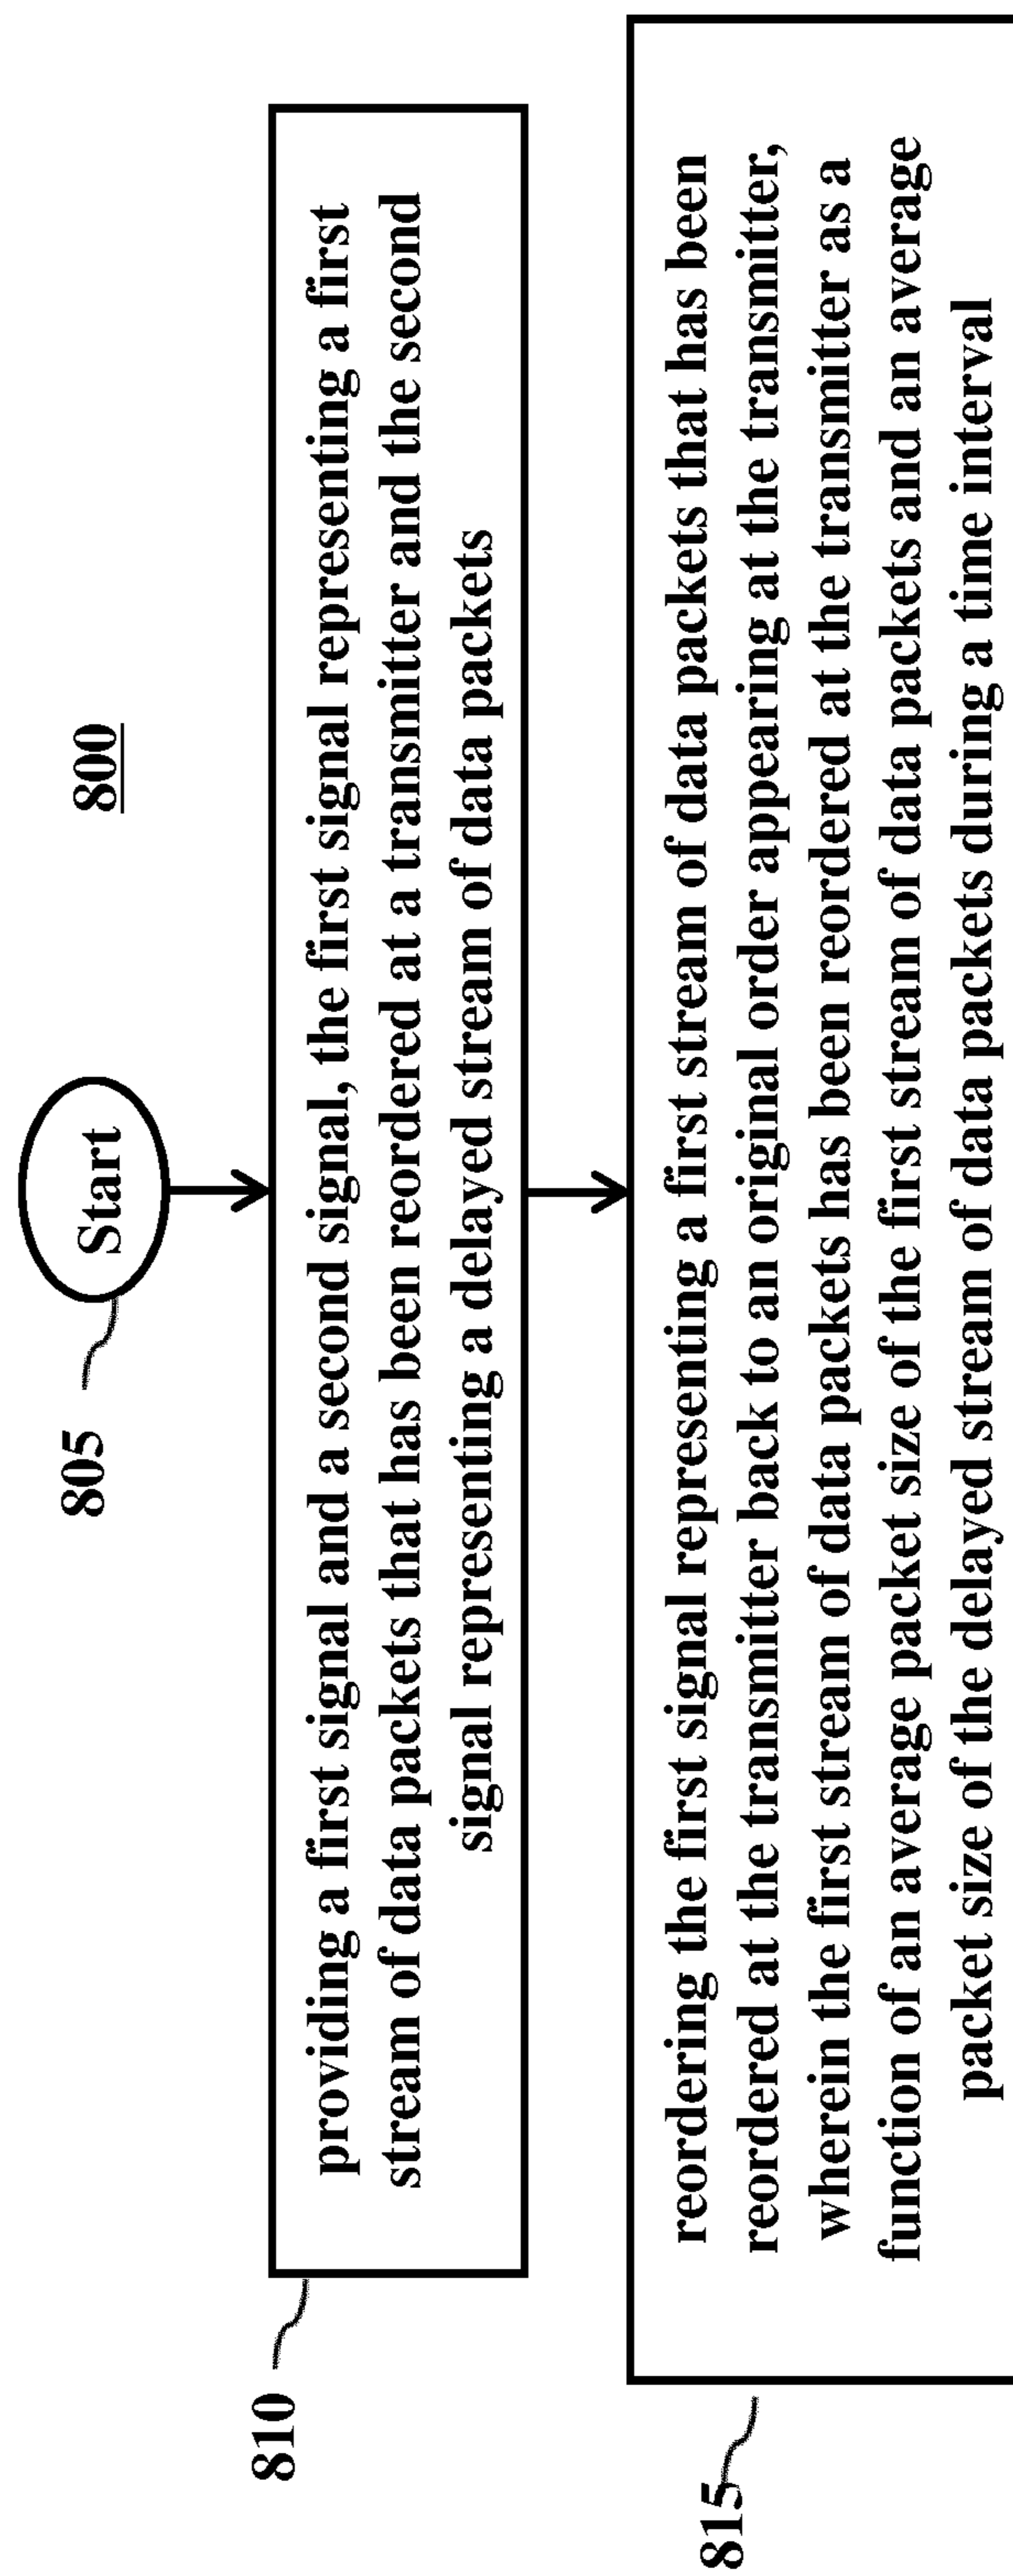 800
805
Start
810
providing a first signal and a second signal, the first signal representing a first
stream of data packets that has been reordered at a transmitter and the second
signal representing a delayed stream of data packets
815
reordering the first signal representing a first stream of data packets that has been
reordered at the transmitter back to an original order appearing at the transmitter,
wherein the first stream of data packets has been reordered at the transmitter as a
function of an average packet size of the first stream of data packets and an average
packet size of the delayed stream of data packets during a time interval